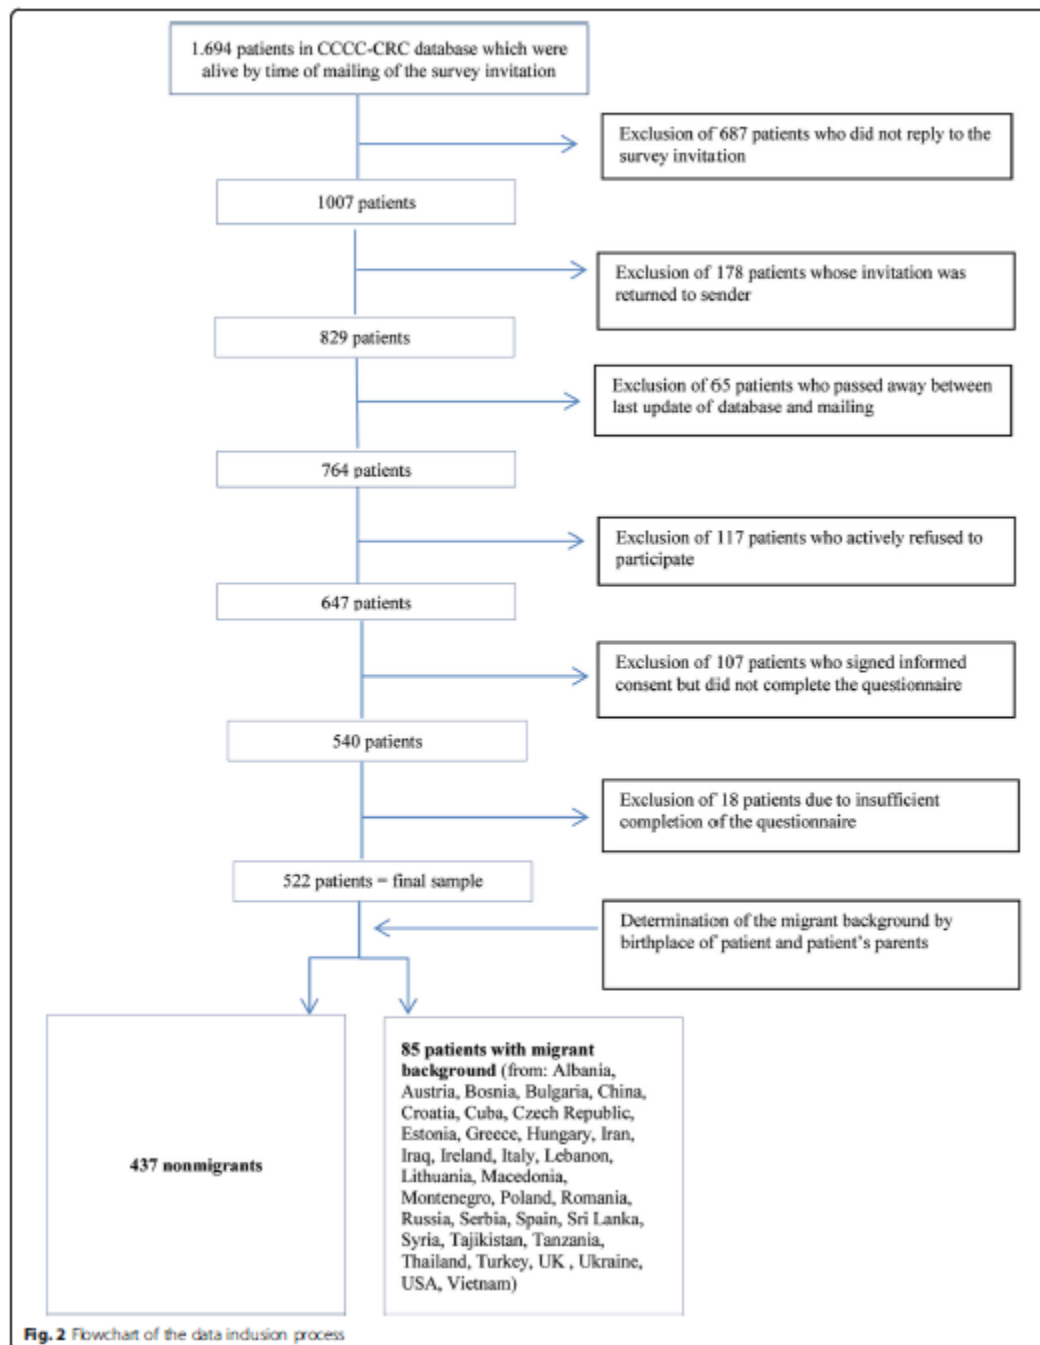 1.694 patients in CCCC-CRC database which were
alive by time of mailing of the survey invitation
Exclusion of 687 patients who did not reply to the
survey invitation
1007 patients
Exclusion of 178 patients whose invitation was
returned to sender
829 patients
Exclusion of 65 patients who passed away between
last update of database and mailing
764 patients
Exclusion of 117 patients who actively refused to
participate
647 patients
Exclusion of 107 patients who signed informed
consent but did not complete the questionnaire
540 patients
Exclusion of 18 patients due to insufficient
completion of the questionnaire
522 patients = final sample
Determination of the migrant background by
birthplace of patient and patient's parents
437 nonmigrants
85 patients with migrant
background (from: Albania,
Austria, Bosnia, Bulgaria, China,
Croatia, Cuba, Czech Republic,
Estonia, Greece, Hungary, Iran,
Iraq, Ireland, Italy, Lebanon,
Lithuania, Macedonia,
Montenegro, Poland, Romania,
Russia, Serbia, Spain, Sri Lanka,
Syria, Tajikistan, Tanzania,
Thailand, Turkey, UK , Ukraine,
USA, Vietnam)
Fig. 2 Flowchart of the data inclusion process